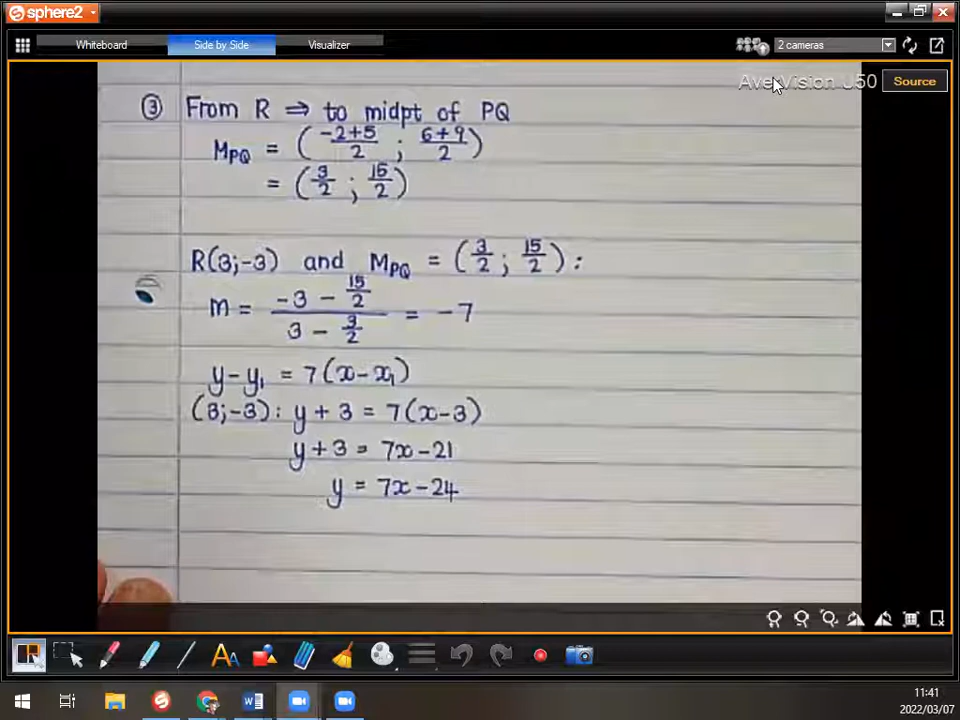 sphere2
Whiteboard Side by Side Visualizer 2 cameras
AverVision U50 Source
③ From R ⇒ to midpt of PQ
M_PQ = (-2+5/2 ; 6+9/2)
= (3/2 ; 15/2)
R(3;-3) and M_PQ = (3/2 ; 15/2) :
m = (-3 - 15/2)/(3 - 3/2) = -7
y-y₁ = 7(x-x₁)
(3;-3): y + 3 = 7(x-3)
y + 3 = 7x-21
y = 7x-24
11:41
2022/03/07